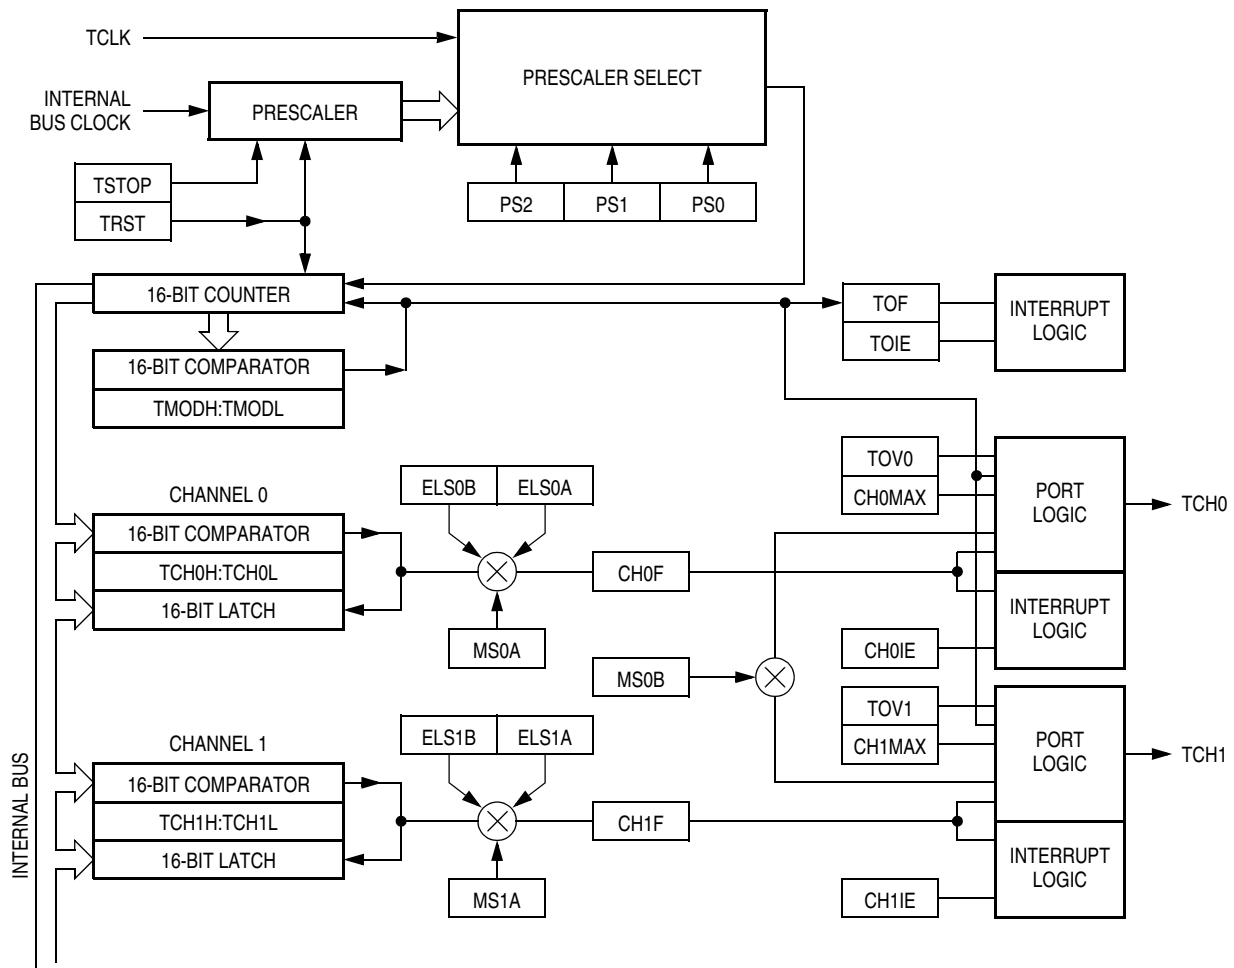 TCLK
PRESCALER SELECT
INTERNAL
BUS CLOCK
PRESCALER
TSTOP
TRST
PS2 PS1 PS0
16-BIT COUNTER
16-BIT COMPARATOR
TMODH:TMODL
TOF
TOIE
INTERRUPT
LOGIC
CHANNEL 0
16-BIT COMPARATOR
TCH0H:TCH0L
16-BIT LATCH
ELS0B ELS0A
MS0A
CH0F
TOV0
CH0MAX
PORT
LOGIC
TCH0
INTERRUPT
LOGIC
CH0IE
MS0B
CHANNEL 1
16-BIT COMPARATOR
TCH1H:TCH1L
16-BIT LATCH
ELS1B ELS1A
MS1A
CH1F
TOV1
CH1MAX
PORT
LOGIC
TCH1
INTERRUPT
LOGIC
CH1IE
INTERNAL BUS